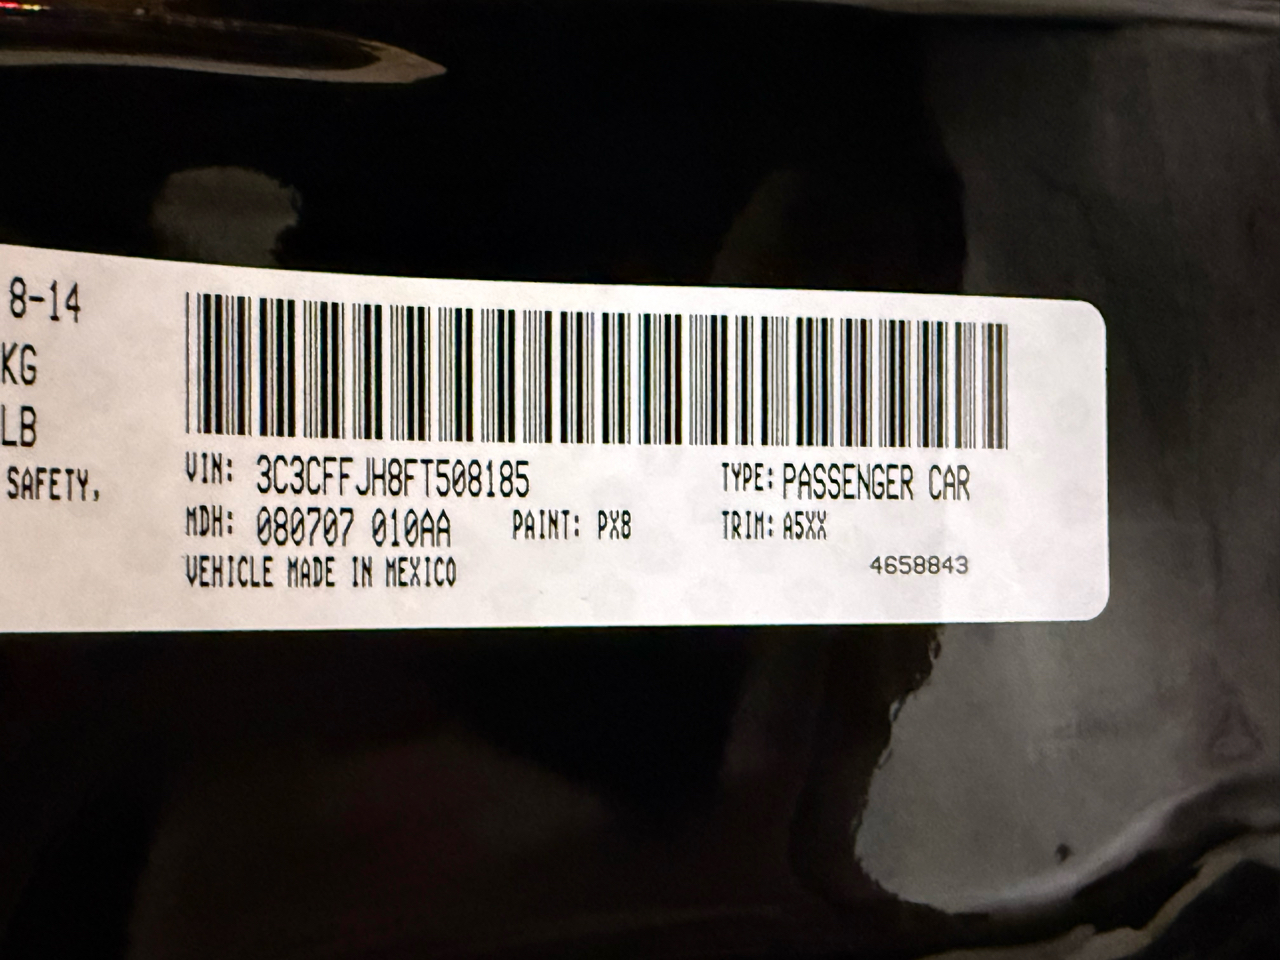 8-14
KG
LB
SAFETY,
VIN: 3C3CFFJH8FT508185 TYPE: PASSENGER CAR
MDH: 080707 010AA PAINT: PX8 TRIM: A5XX
VEHICLE MADE IN MEXICO 4658843